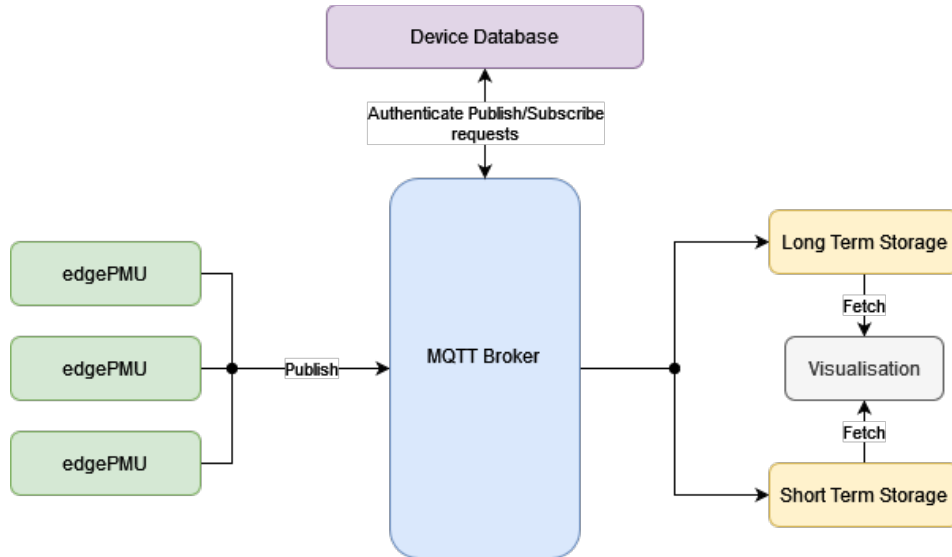 Device Database
Authenticate Publish/Subscribe
requests
edgePMU
edgePMU
edgePMU
Publish
MQTT Broker
Long Term Storage
Fetch
Visualisation
Fetch
Short Term Storage